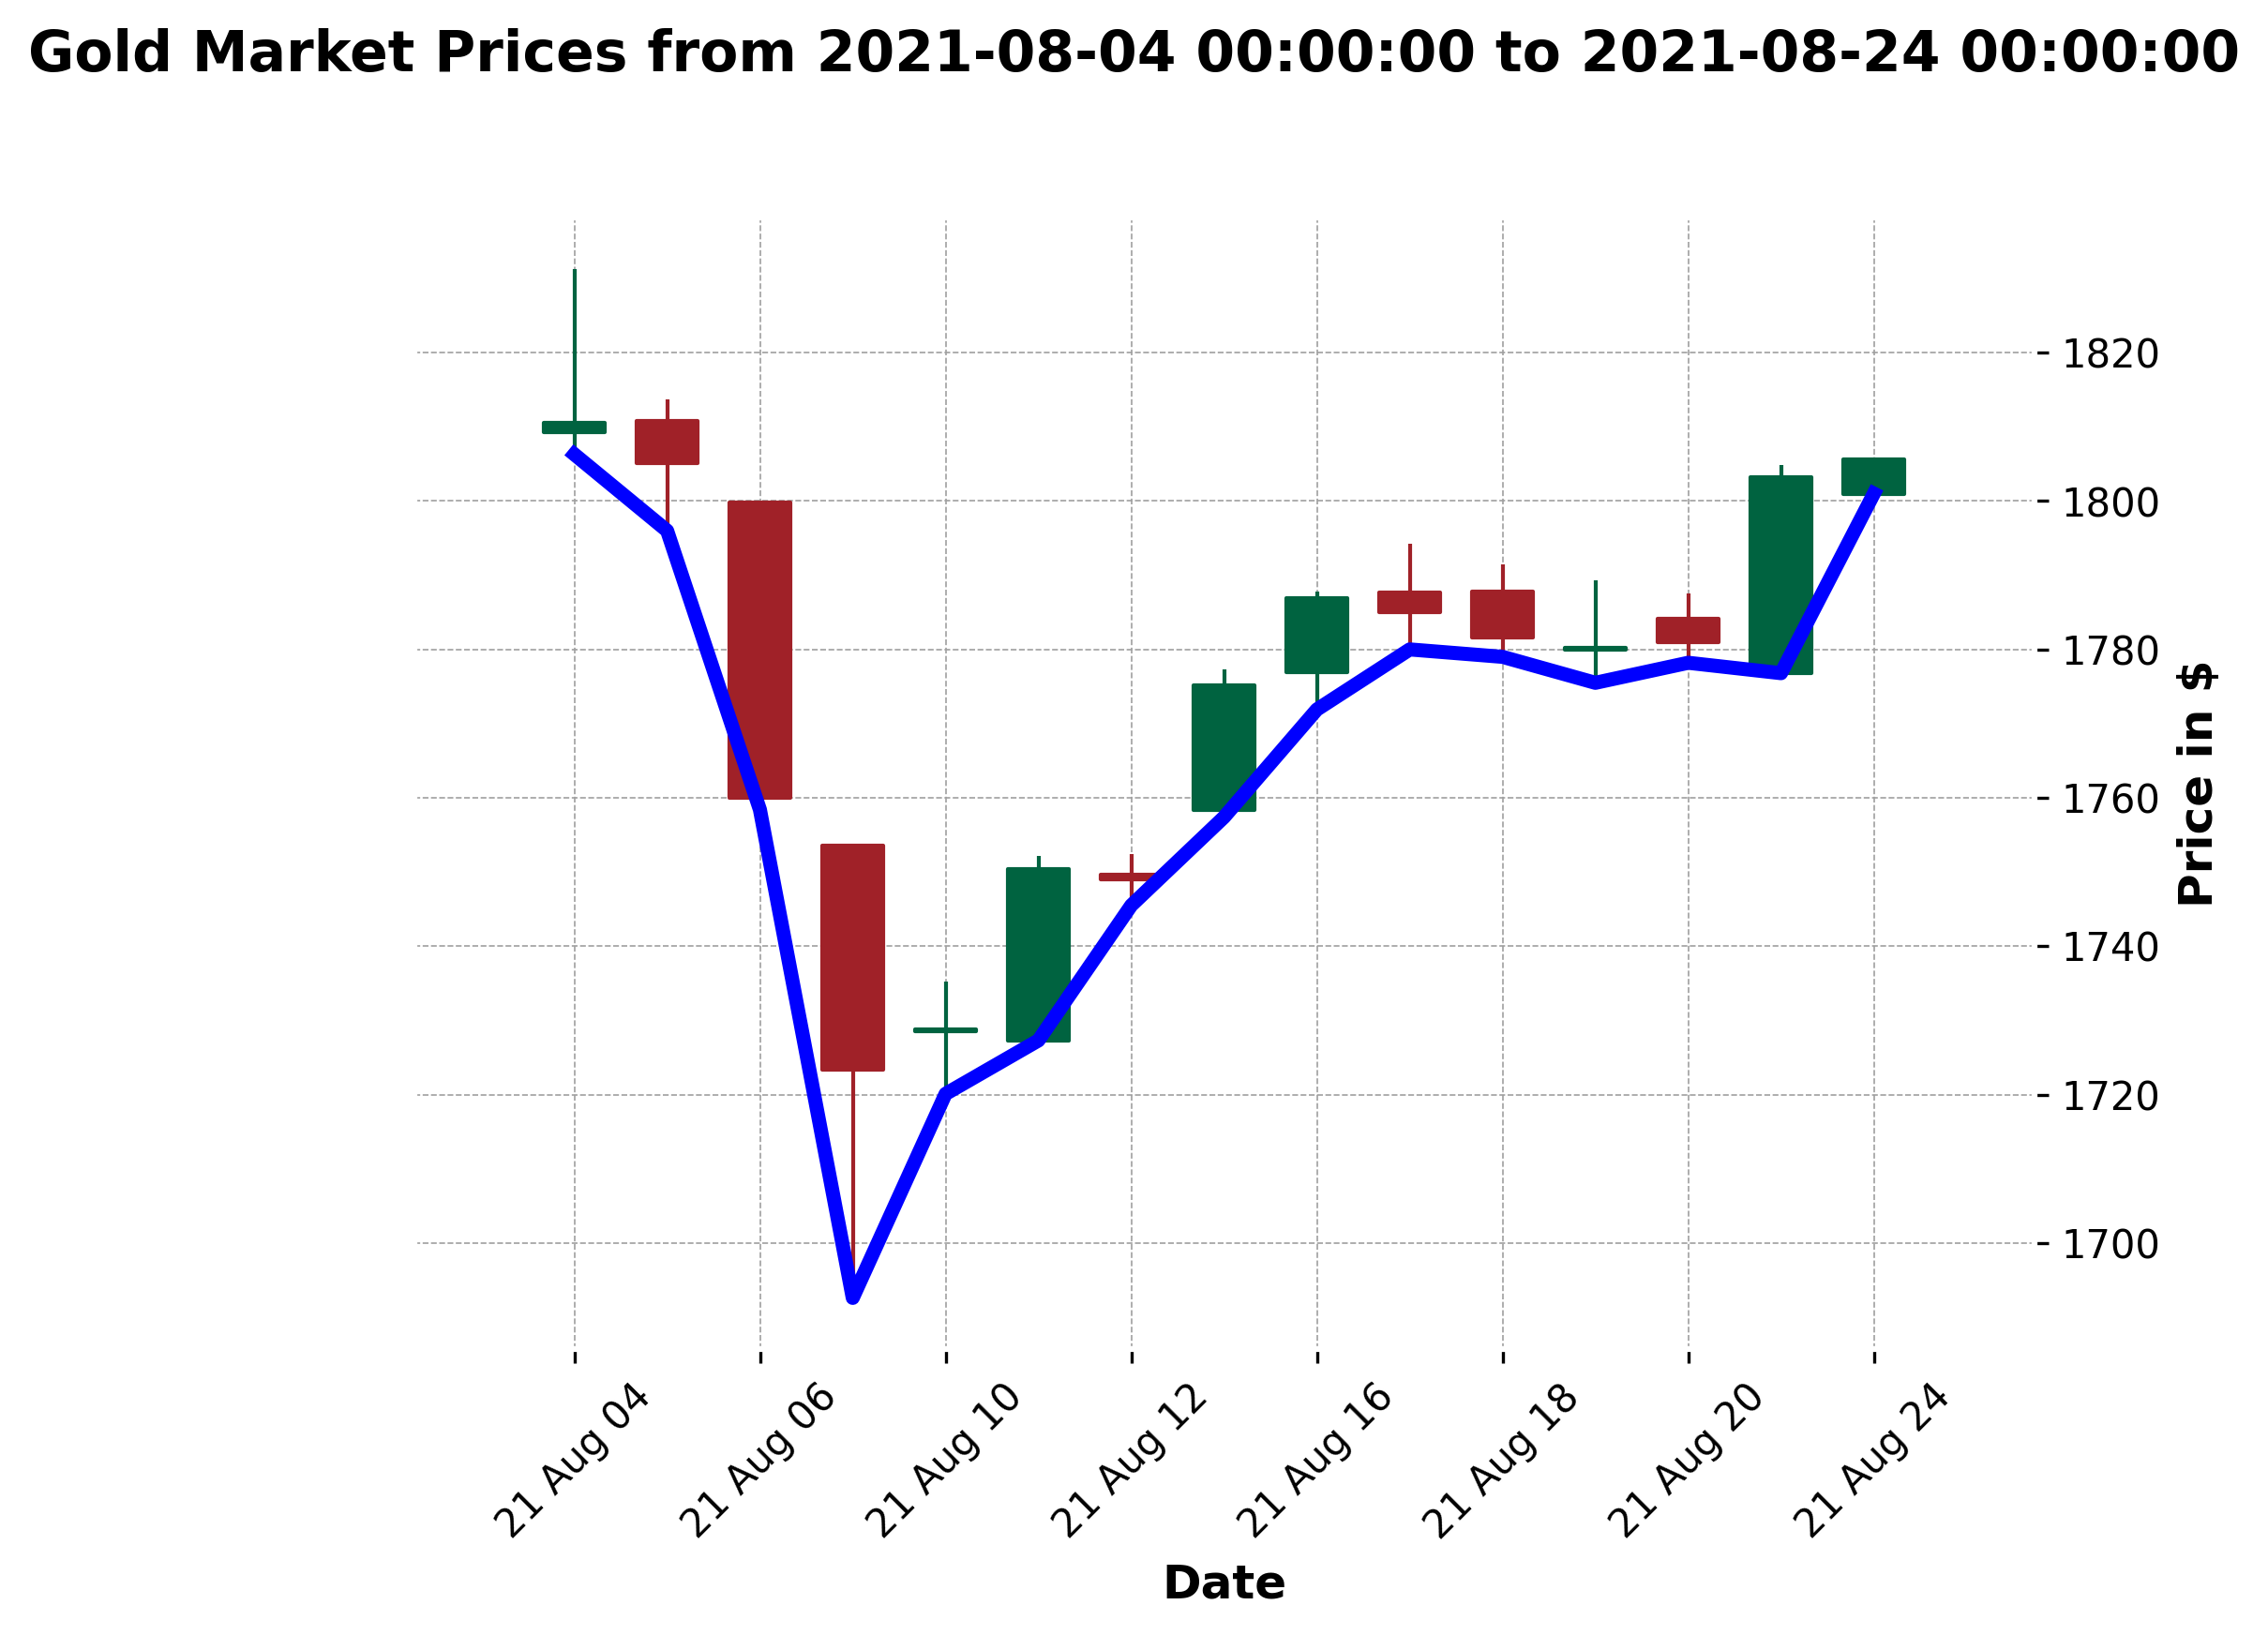 Gold Market Prices from 2021-08-04 00:00:00 to 2021-08-24 00:00:00
1820
1800
1780
1760
1740
1720
1700
Price in $
21 Aug 04
21 Aug 06
21 Aug 10
21 Aug 12
21 Aug 16
21 Aug 18
21 Aug 20
21 Aug 24
Date